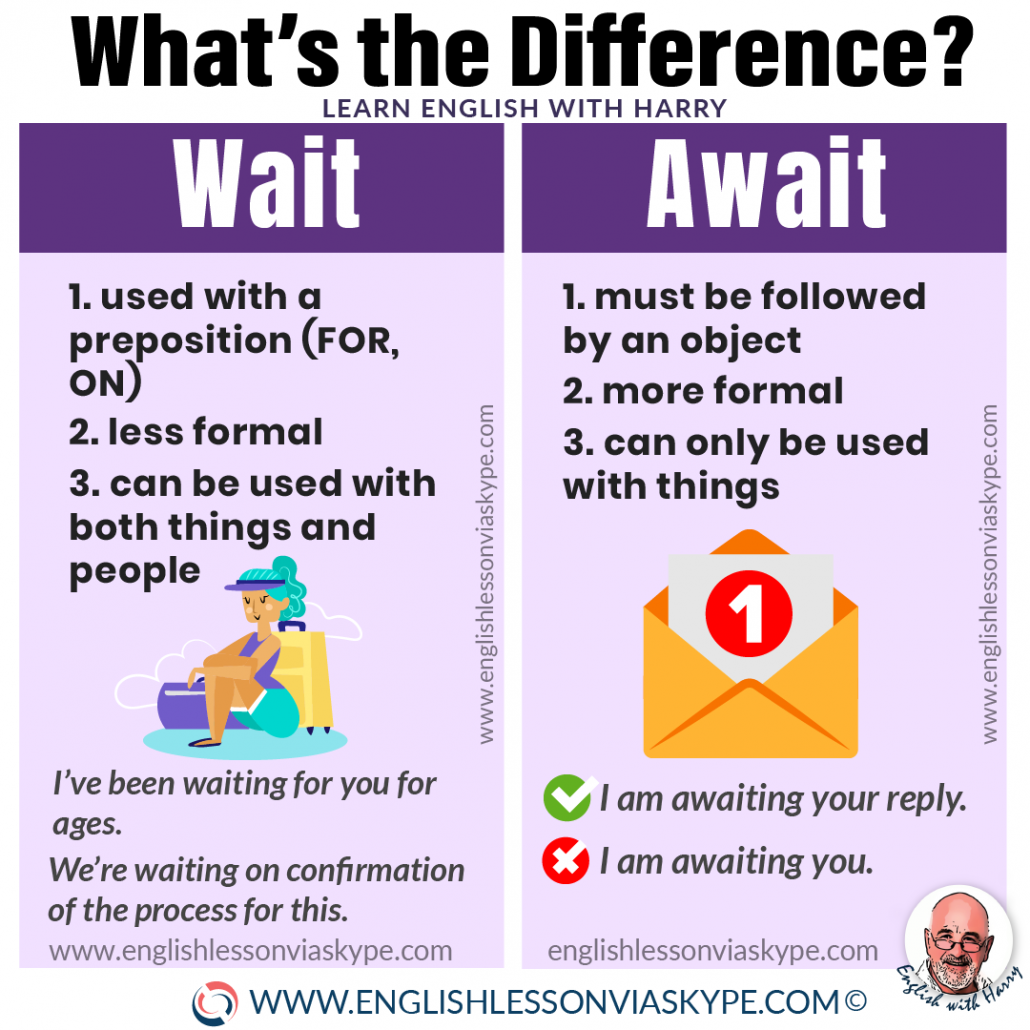 What's the Difference?
LEARN ENGLISH WITH HARRY
Wait
1. used with a
preposition (FOR,
ON)
2. less formal
3. can be used with
both things and
people
www.englishlessonviaskype.com
I've been waiting for you for
ages.
We're waiting on confirmation
of the process for this.
www.englishlessonviaskype.com
Await
1. must be followed
by an object
2. more formal
3. can only be used
with things
www.englishlessonviaskype.com
1
I am awaiting your reply.
I am awaiting you.
englishlessonviaskype.com
English with Harry
WWW.ENGLISHLESSONVIASKYPE.COM©